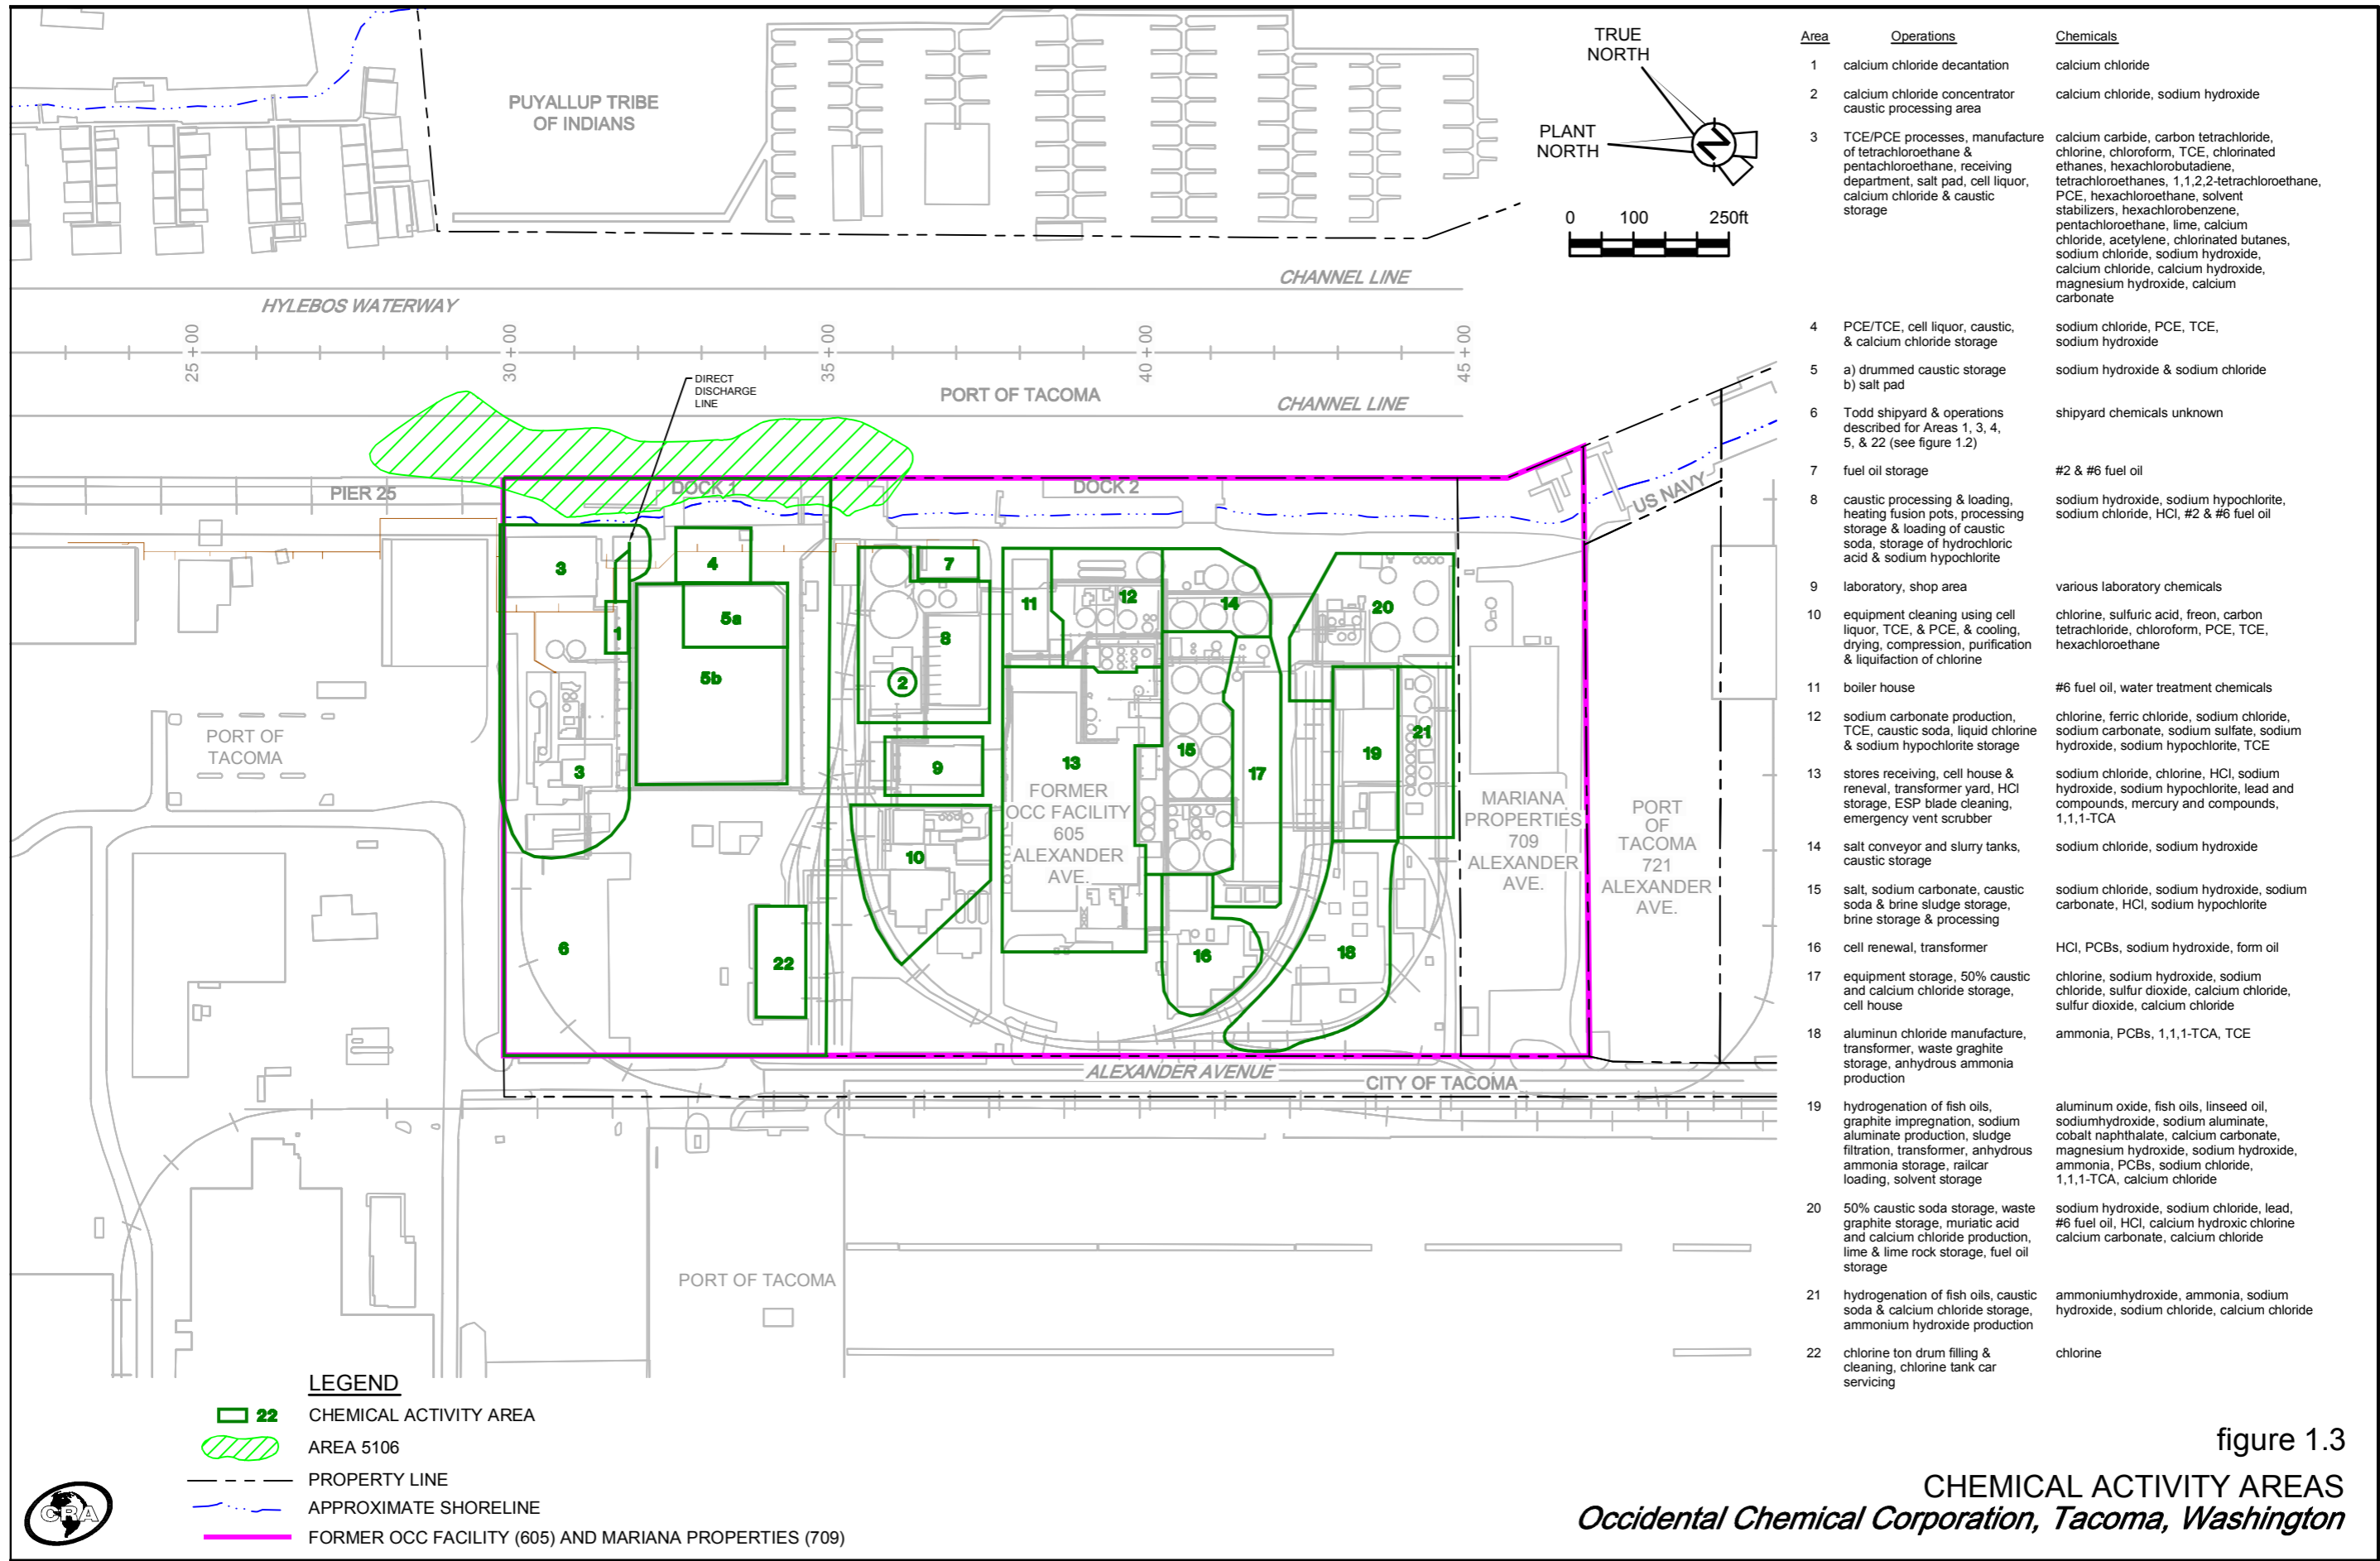 PUYALLUP TRIBE
OF INDIANS
TRUE
NORTH
PLANT
NORTH
N
0 100 250ft
CHANNEL LINE
HYLEBOS WATERWAY
25+00
30+00
35+00
40+00
45+00
DIRECT
DISCHARGE
LINE
PORT OF TACOMA
CHANNEL LINE
PIER 25
DOCK 1
DOCK 2
US NAVY
3
4
7
11
12
14
20
1
5a
8
5b
2
PORT OF
TACOMA
3
9
13
15
17
19
21
FORMER
OCC FACILITY
605
ALEXANDER
AVE.
MARIANA
PROPERTIES
709
ALEXANDER
AVE.
PORT
OF
TACOMA
721
ALEXANDER
AVE.
10
6
22
16
18
ALEXANDER AVENUE
CITY OF TACOMA
PORT OF TACOMA
Area Operations Chemicals
1 calcium chloride decantation calcium chloride
2 calcium chloride concentrator calcium chloride, sodium hydroxide
caustic processing area
3 TCE/PCE processes, manufacture calcium carbide, carbon tetrachloride,
of tetrachloroethane & chlorine, chloroform, TCE, chlorinated
pentachloroethane, receiving ethanes, hexachlorobutadiene,
department, salt pad, cell liquor, tetrachloroethanes, 1,1,2,2-tetrachloroethane,
calcium chloride & caustic PCE, hexachloroethane, solvent
storage stabilizers, hexachlorobenzene,
pentachloroethane, lime, calcium
chloride, acetylene, chlorinated butanes,
sodium chloride, sodium hydroxide,
calcium chloride, calcium hydroxide,
magnesium hydroxide, calcium
carbonate
4 PCE/TCE, cell liquor, caustic, sodium chloride, PCE, TCE,
& calcium chloride storage sodium hydroxide
5 a) drummed caustic storage sodium hydroxide & sodium chloride
b) salt pad
6 Todd shipyard & operations shipyard chemicals unknown
described for Areas 1, 3, 4,
5, & 22 (see figure 1.2)
7 fuel oil storage #2 & #6 fuel oil
8 caustic processing & loading, sodium hydroxide, sodium hypochlorite,
heating fusion pots, processing sodium chloride, HCl, #2 & #6 fuel oil
storage & loading of caustic
soda, storage of hydrochloric
acid & sodium hypochlorite
9 laboratory, shop area various laboratory chemicals
10 equipment cleaning using cell chlorine, sulfuric acid, freon, carbon
liquor, TCE, & PCE, & cooling, tetrachloride, chloroform, PCE, TCE,
drying, compression, purification hexachloroethane
& liquifaction of chlorine
11 boiler house #6 fuel oil, water treatment chemicals
12 sodium carbonate production, chlorine, ferric chloride, sodium chloride,
TCE, caustic soda, liquid chlorine sodium carbonate, sodium sulfate, sodium
& sodium hypochlorite storage hydroxide, sodium hypochlorite, TCE
13 stores receiving, cell house & sodium chloride, chlorine, HCl, sodium
reneval, transformer yard, HCl hydroxide, sodium hypochlorite, lead and
storage, ESP blade cleaning, compounds, mercury and compounds,
emergency vent scrubber 1,1,1-TCA
14 salt conveyor and slurry tanks, sodium chloride, sodium hydroxide
caustic storage
15 salt, sodium carbonate, caustic sodium chloride, sodium hydroxide, sodium
soda & brine sludge storage, carbonate, HCl, sodium hypochlorite
brine storage & processing
16 cell renewal, transformer HCl, PCBs, sodium hydroxide, form oil
17 equipment storage, 50% caustic chlorine, sodium hydroxide, sodium
and calcium chloride storage, chloride, sulfur dioxide, calcium chloride,
cell house sulfur dioxide, calcium chloride
18 aluminun chloride manufacture, ammonia, PCBs, 1,1,1-TCA, TCE
transformer, waste graghite
storage, anhydrous ammonia
production
19 hydrogenation of fish oils, aluminum oxide, fish oils, linseed oil,
graphite impregnation, sodium sodiumhydroxide, sodium aluminate,
aluminate production, sludge cobalt naphthalate, calcium carbonate,
filtration, transformer, anhydrous magnesium hydroxide, sodium hydroxide,
ammonia storage, railcar ammonia, PCBs, sodium chloride,
loading, solvent storage 1,1,1-TCA, calcium chloride
20 50% caustic soda storage, waste sodium hydroxide, sodium chloride, lead,
graphite storage, muriatic acid #6 fuel oil, HCl, calcium hydroxic chlorine
and calcium chloride production, calcium carbonate, calcium chloride
lime & lime rock storage, fuel oil
storage
21 hydrogenation of fish oils, caustic ammoniumhydroxide, ammonia, sodium
soda & calcium chloride storage, hydroxide, sodium chloride, calcium chloride
ammonium hydroxide production
22 chlorine ton drum filling & chlorine
cleaning, chlorine tank car
servicing
LEGEND
22 CHEMICAL ACTIVITY AREA
AREA 5106
PROPERTY LINE
APPROXIMATE SHORELINE
FORMER OCC FACILITY (605) AND MARIANA PROPERTIES (709)
CRA
figure 1.3
CHEMICAL ACTIVITY AREAS
Occidental Chemical Corporation, Tacoma, Washington